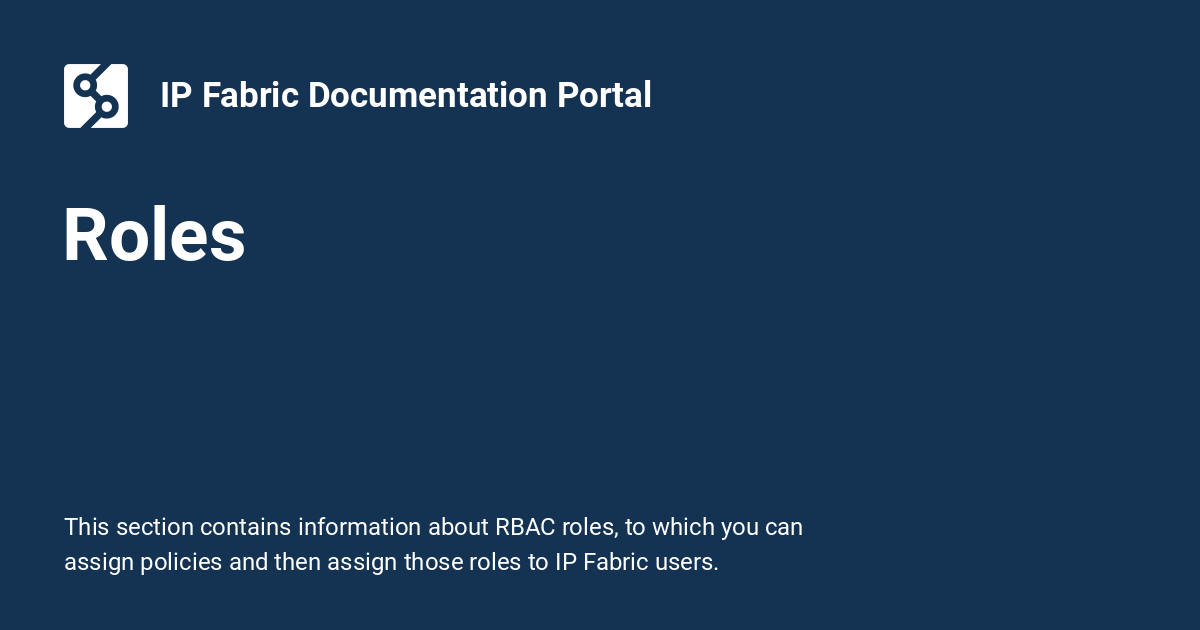 IP Fabric Documentation Portal
Roles
This section contains information about RBAC roles, to which you can
assign policies and then assign those roles to IP Fabric users.